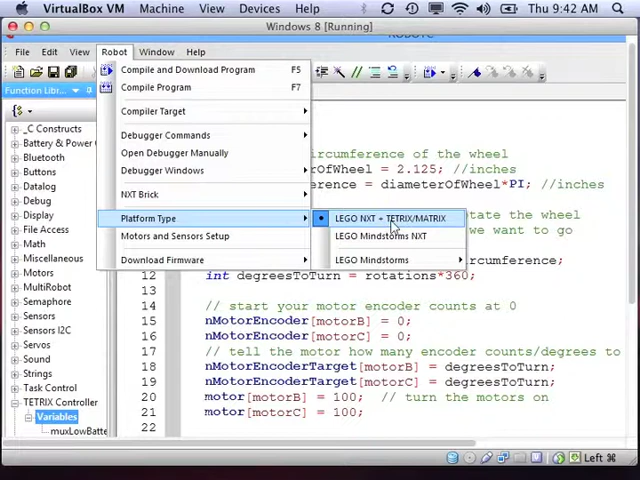 VirtualBox VM Machine View Devices Help Thu 9:42 AM
Windows 8 [Running]
File Edit View Robot Window Help
Compile and Download Program F5
Compile Program F7
Compiler Target
Debugger Commands
Open Debugger Manually
Debugger Windows
NXT Brick
Platform Type
Motors and Sensors Setup
Download Firmware
LEGO NXT + TETRIX/MATRIX
LEGO Mindstorms NXT
LEGO Mindstorms
Function Libr...
_C Constructs
Battery & Power
Bluetooth
Buttons
Datalog
Debug
Display
File Access
Math
Miscellaneous
Motors
NXT
Semaphore
Sensors
Sensors I2C
Servos
Sound
Strings
Task Control
TETRIX Controller
Variables
muxLowBatte
circumference of the wheel
erOfWheel = 2.125; //inches
erence = diameterOfWheel*PI; //inches
tate the wheel
we want to go
cumference;
12 int degreesToTurn = rotations*360;
13
14 // start your motor encoder counts at 0
15 nMotorEncoder[motorB] = 0;
16 nMotorEncoder[motorC] = 0;
17 // tell the motor how many encoder counts/degrees to
18 nMotorEncoderTarget[motorB] = degreesToTurn;
19 nMotorEncoderTarget[motorC] = degreesToTurn;
20 motor[motorB] = 100; // turn the motors on
21 motor[motorC] = 100;
22
Left ⌘